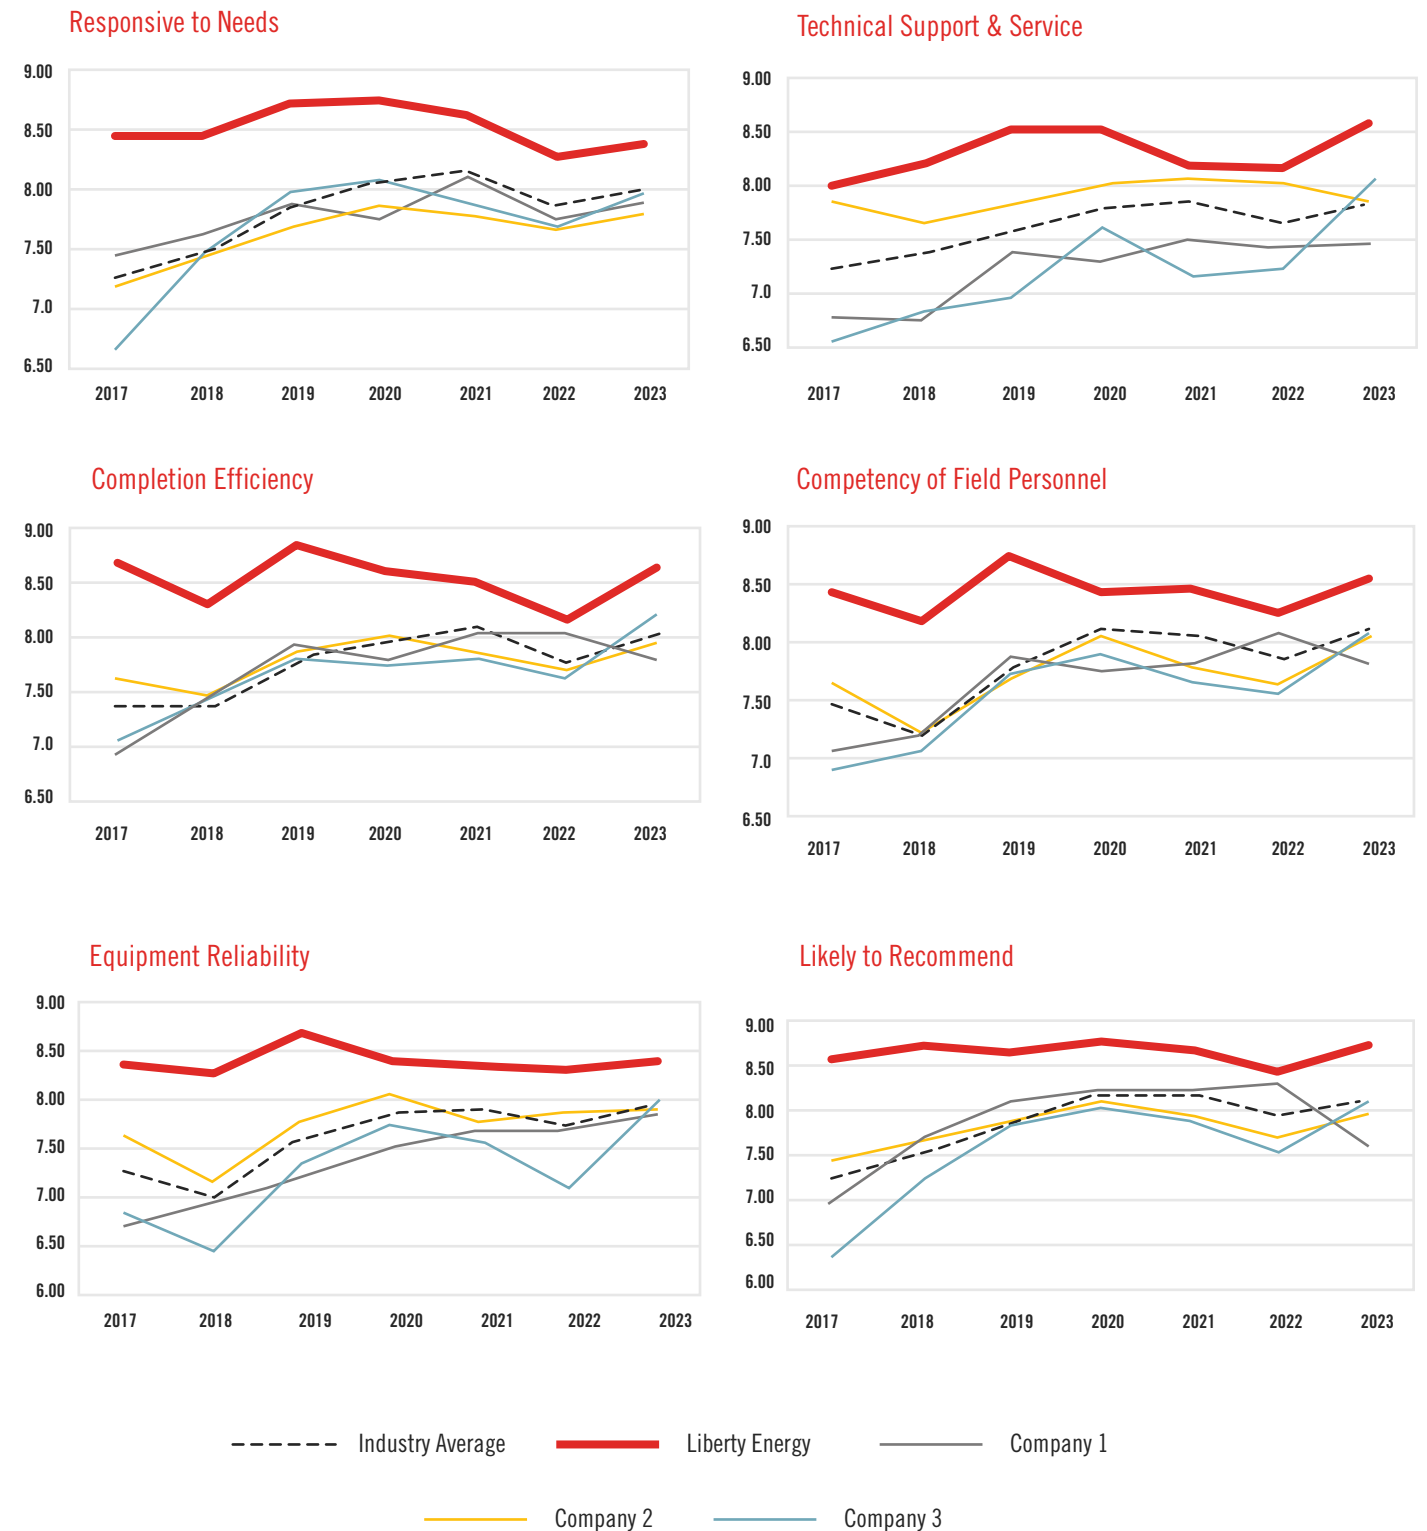 Responsive to Needs
9.00
8.50
8.00
7.50
7.0
6.50
2017 2018 2019 2020 2021 2022 2023
Technical Support & Service
9.00
8.50
8.00
7.50
7.0
6.50
2017 2018 2019 2020 2021 2022 2023
Completion Efficiency
9.00
8.50
8.00
7.50
7.0
6.50
2017 2018 2019 2020 2021 2022 2023
Competency of Field Personnel
9.00
8.50
8.00
7.50
7.0
6.50
2017 2018 2019 2020 2021 2022 2023
Equipment Reliability
9.00
8.50
8.00
7.50
7.00
6.50
6.00
2017 2018 2019 2020 2021 2022 2023
Likely to Recommend
9.00
8.50
8.00
7.50
7.00
6.50
6.00
2017 2018 2019 2020 2021 2022 2023
Industry Average Liberty Energy Company 1
Company 2 Company 3